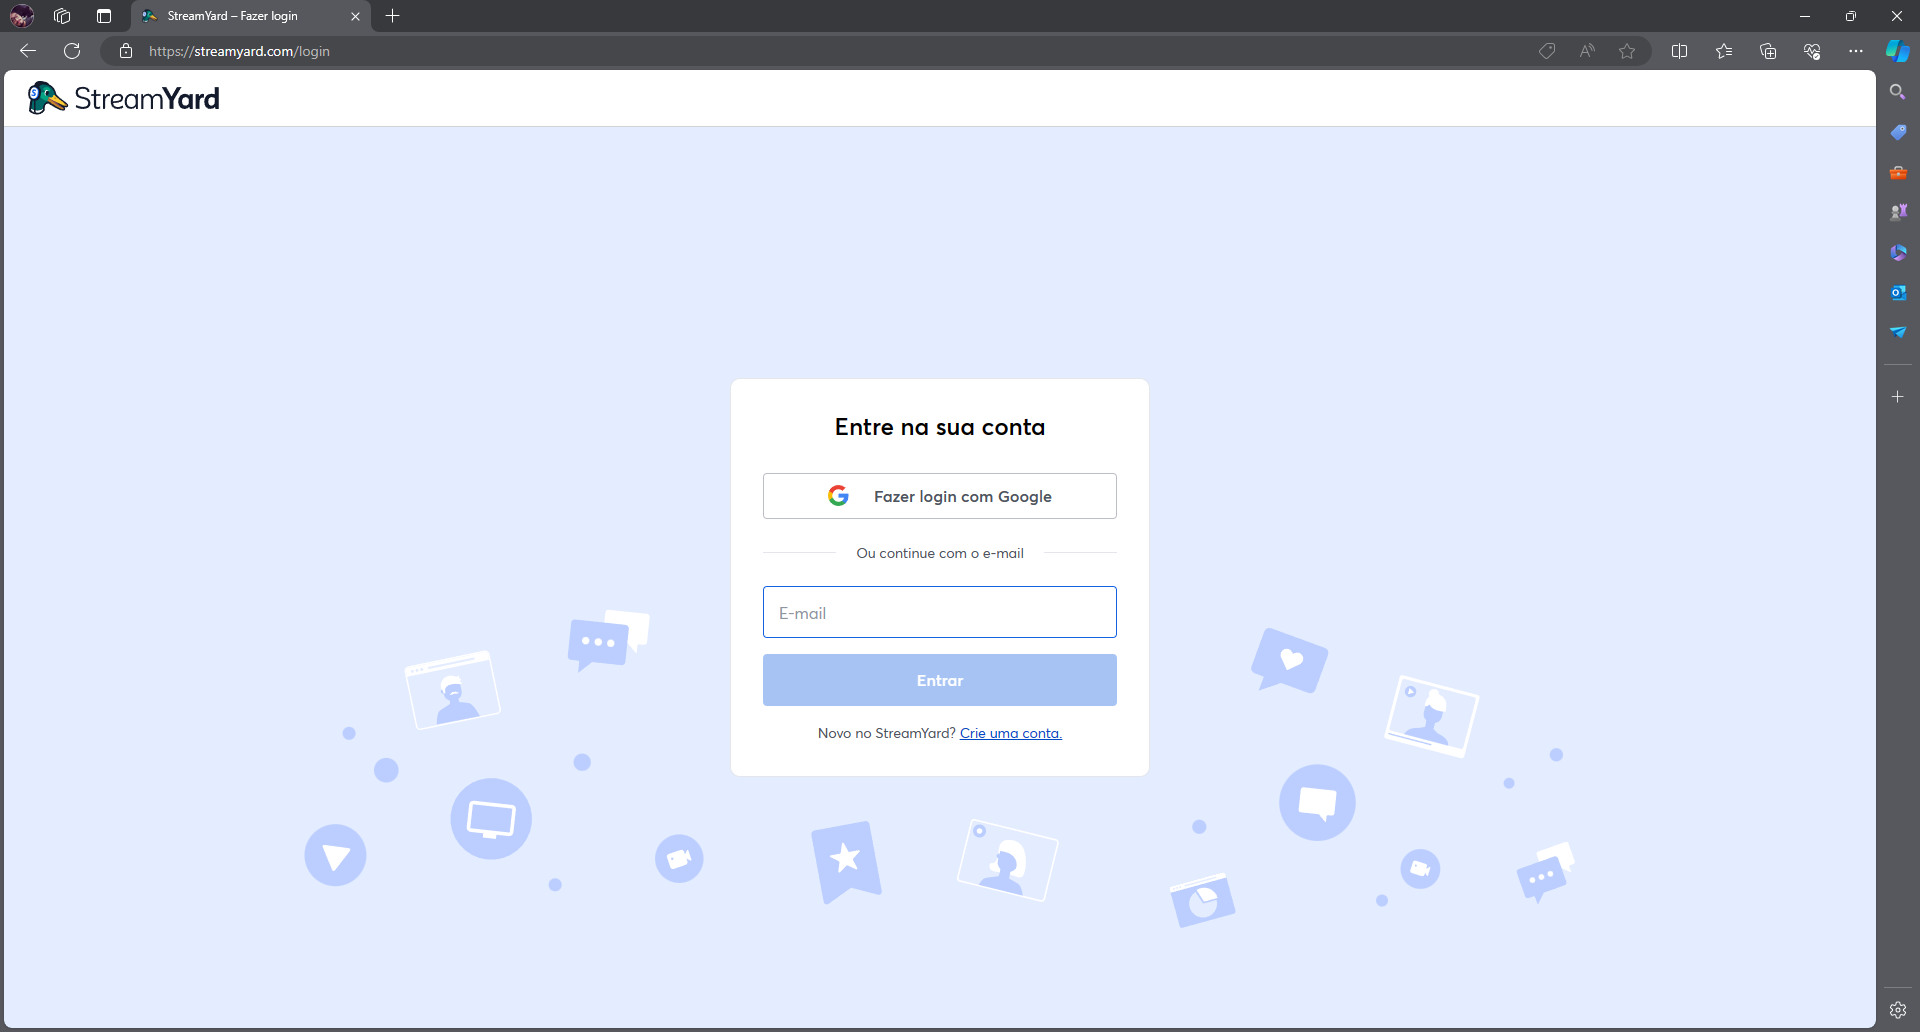 StreamYard – Fazer login
https://streamyard.com/login
StreamYard
Entre na sua conta
Fazer login com Google
Ou continue com o e-mail
E-mail
Entrar
Novo no StreamYard? Crie uma conta.